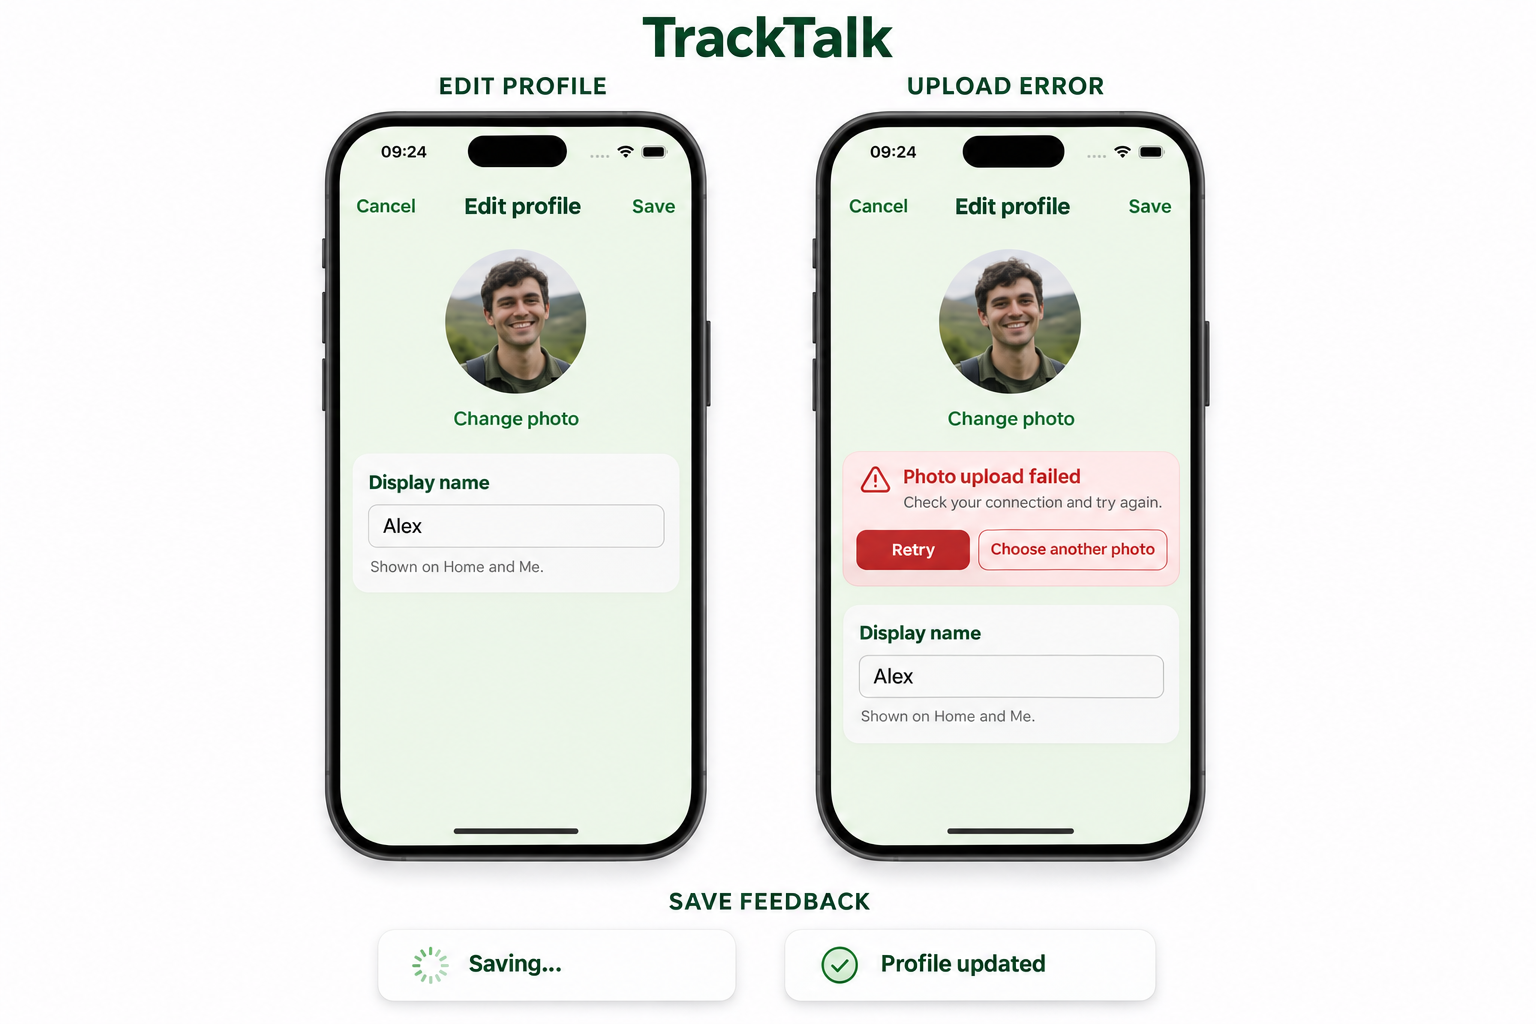 TrackTalk
EDIT PROFILE
09:24
Cancel Edit profile Save
Change photo
Display name
Alex
Shown on Home and Me.
UPLOAD ERROR
09:24
Cancel Edit profile Save
Change photo
Photo upload failed
Check your connection and try again.
Retry Choose another photo
Display name
Alex
Shown on Home and Me.
SAVE FEEDBACK
Saving...
Profile updated